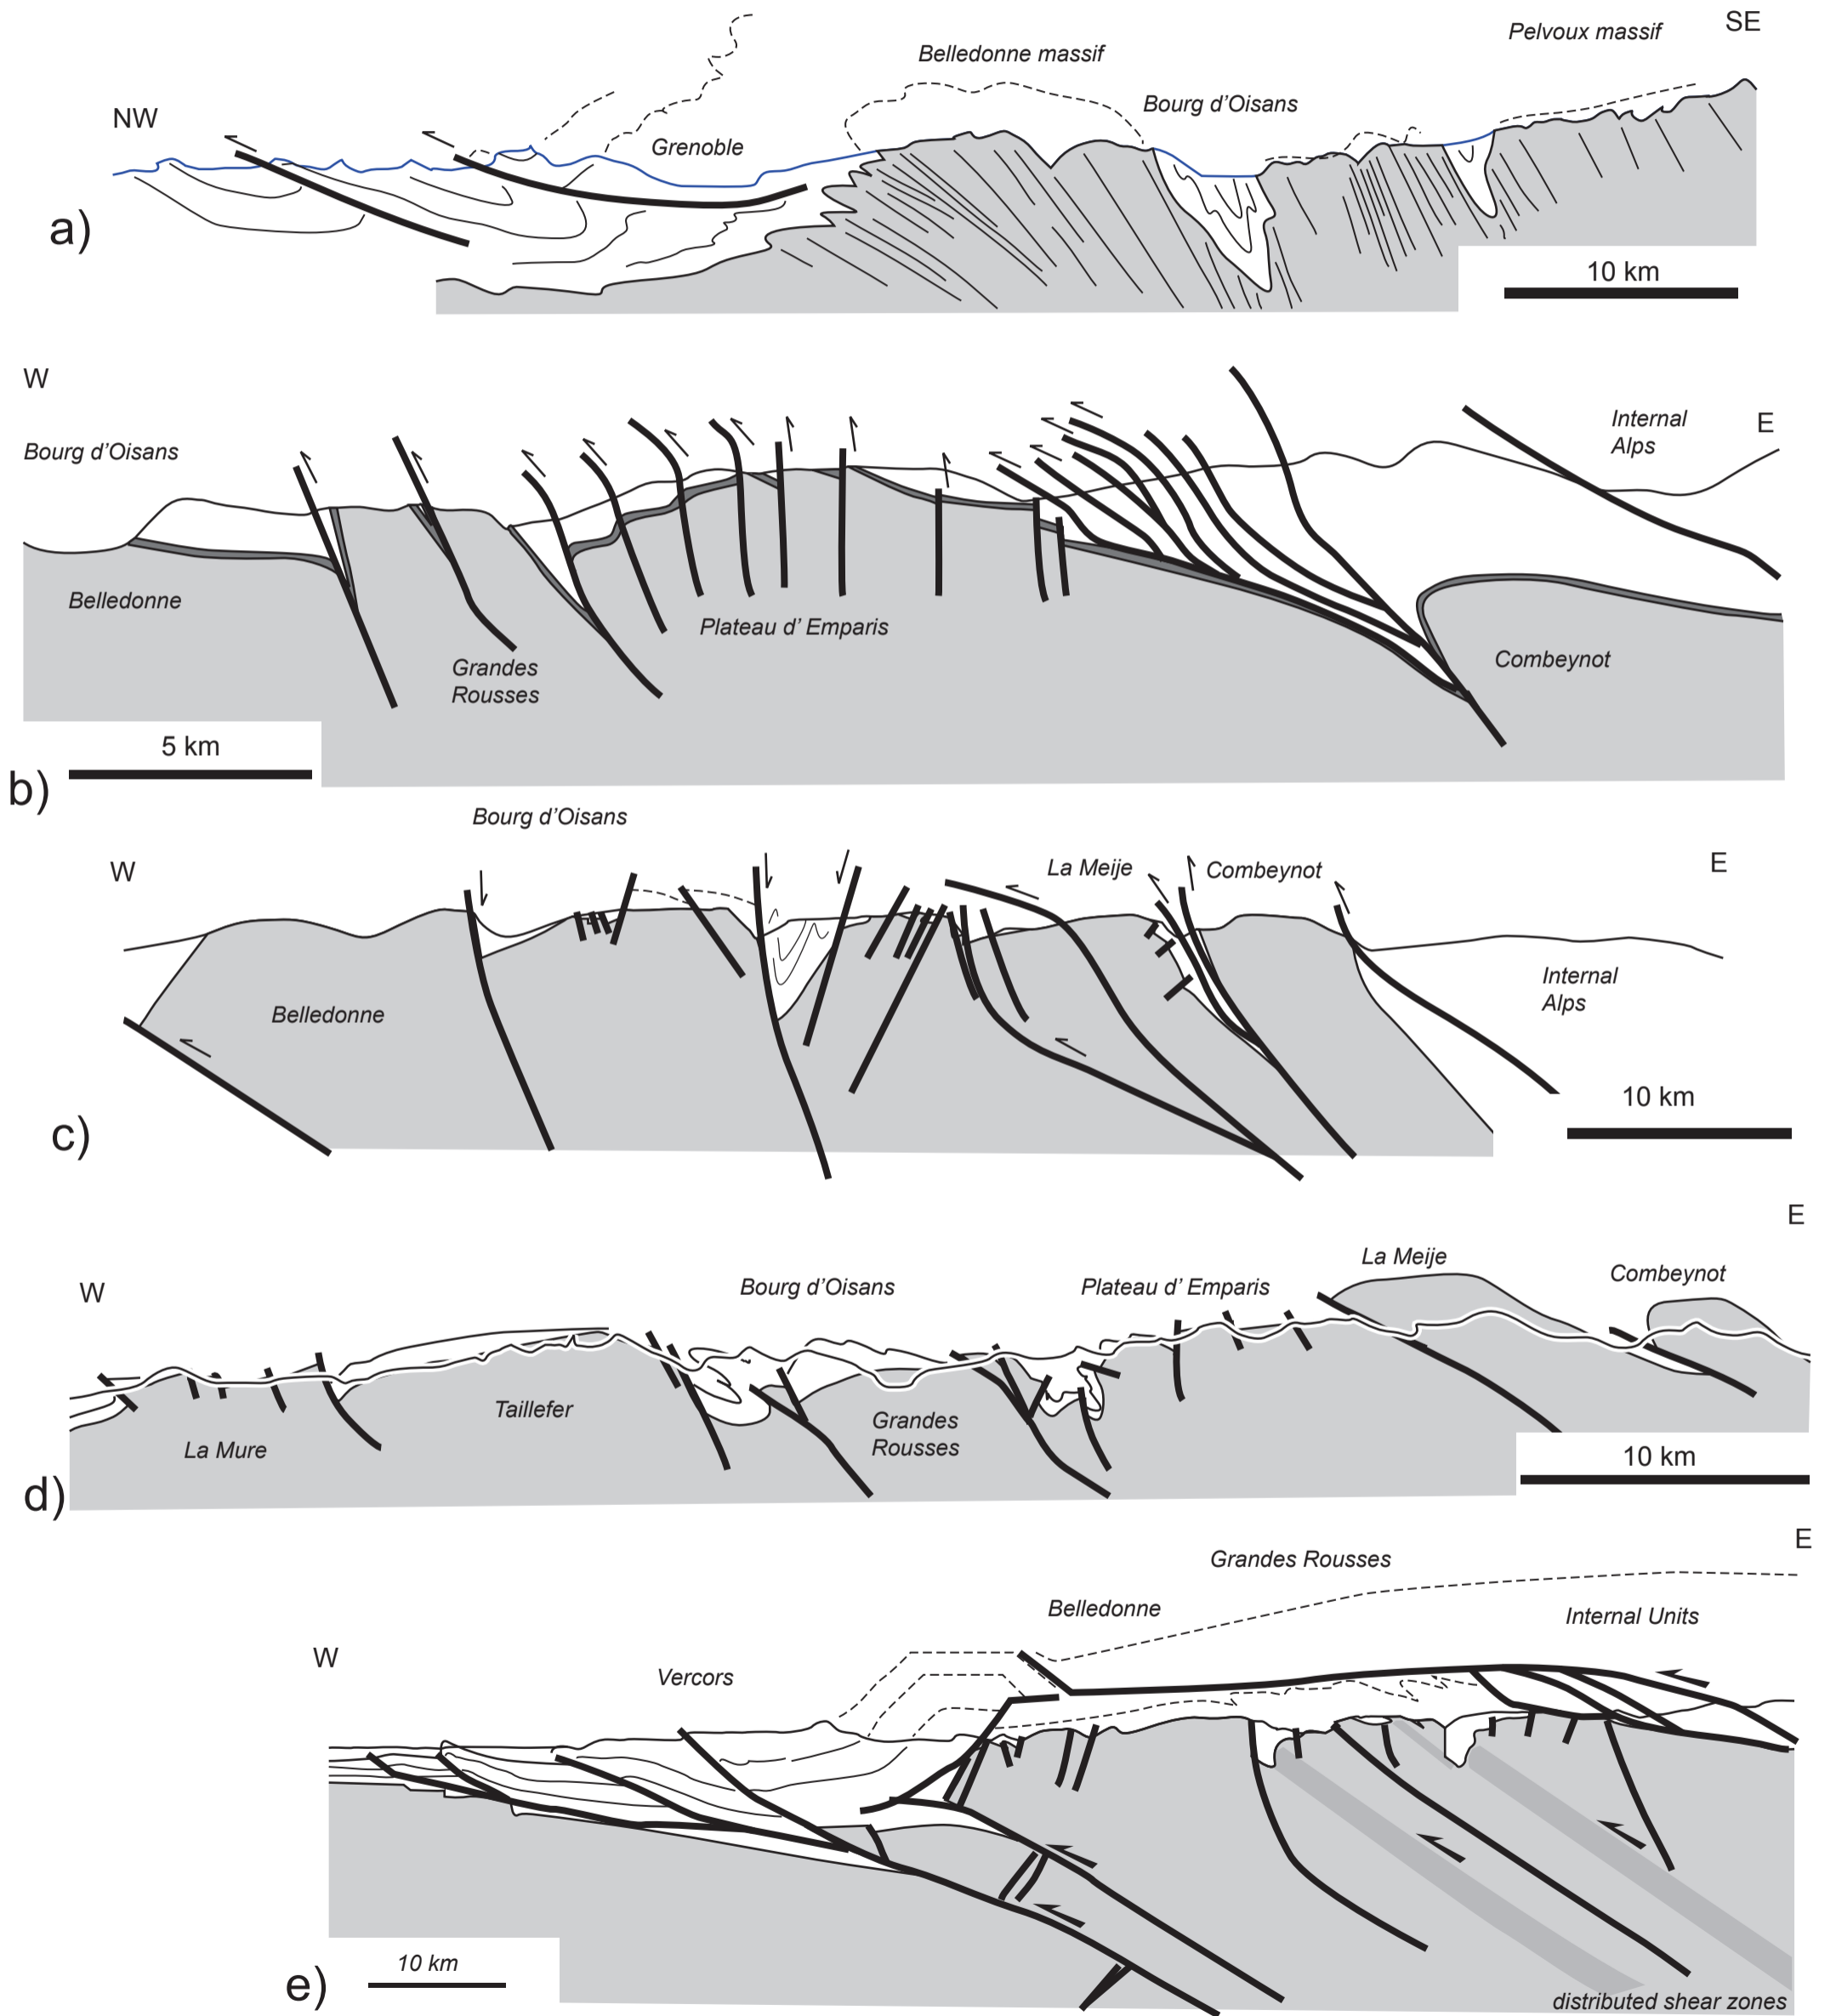 SE
Pelvoux massif
Belledonne massif
Bourg d'Oisans
NW
Grenoble
a)
10 km
W
Internal
Alps
E
Bourg d'Oisans
Belledonne
Plateau d' Emparis
Grandes
Rousses
Combeynot
5 km
b)
Bourg d'Oisans
W
La Meije
Combeynot
E
Internal
Alps
Belledonne
10 km
c)
E
La Meije
W
Bourg d'Oisans
Plateau d' Emparis
Combeynot
Taillefer
Grandes
Rousses
La Mure
10 km
d)
E
Grandes Rousses
Belledonne
Internal Units
W
Vercors
10 km
e)
distributed shear zones